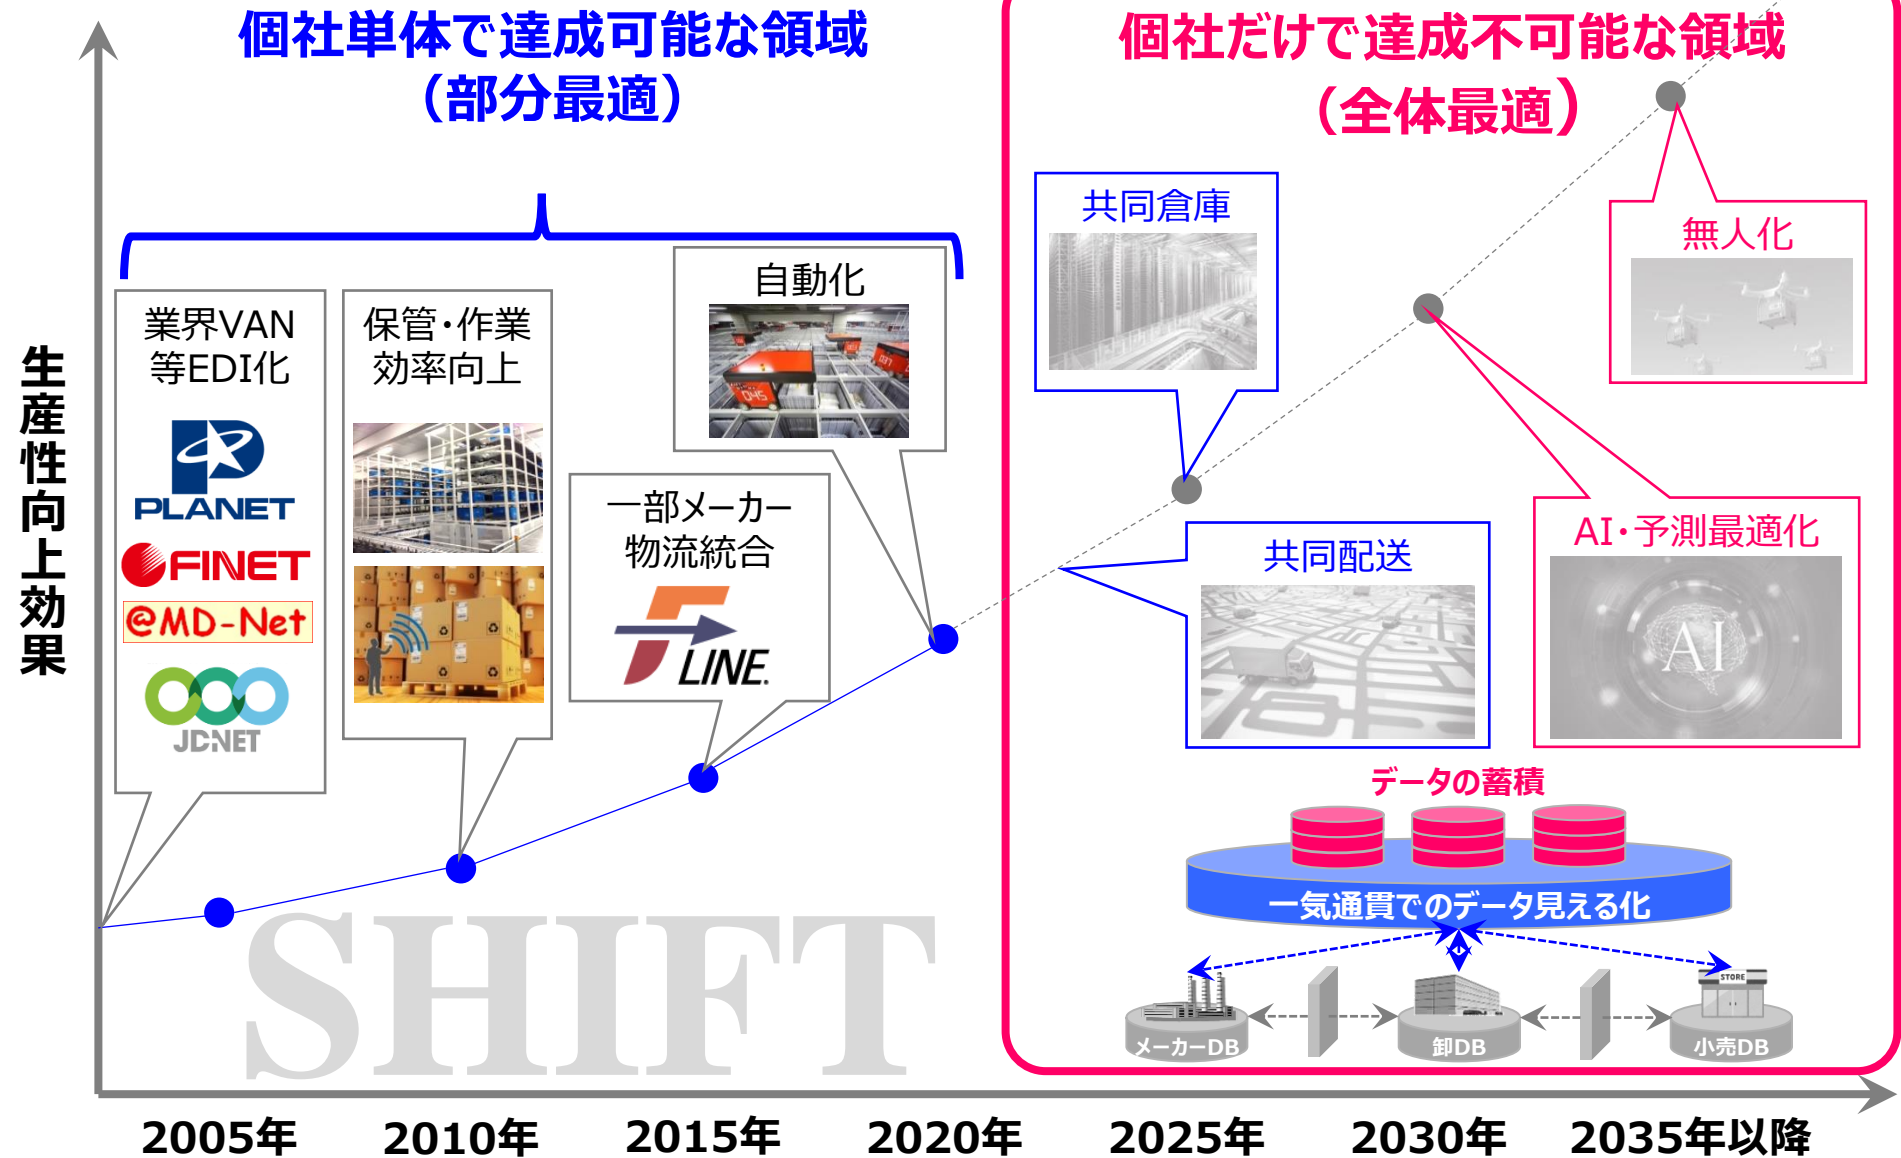 個社単体で達成可能な領域
（部分最適）
個社だけで達成不可能な領域
（全体最適）
生産性向上効果
業界VAN
等EDI化
PLANET
FINET
@MD-Net
JD-NET
保管・作業
効率向上
一部メーカー
物流統合
F
LINE.
自動化
045
共同倉庫
共同配送
無人化
AI・予測最適化
AI
データの蓄積
一気通貫でのデータ見える化
STORE
メーカーDB
卸DB
小売DB
SHIFT
2005年
2010年
2015年
2020年
2025年
2030年
2035年以降